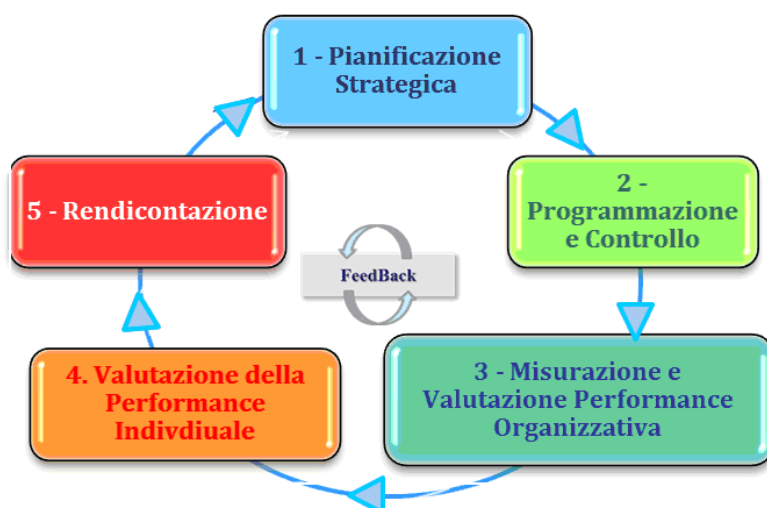 1 - Pianificazione
Strategica
2 -
Programmazione
e Controllo
3 - Misurazione e
Valutazione Performance
Organizzativa
4. Valutazione della
Performance
Indivdiuale
5 - Rendicontazione
FeedBack